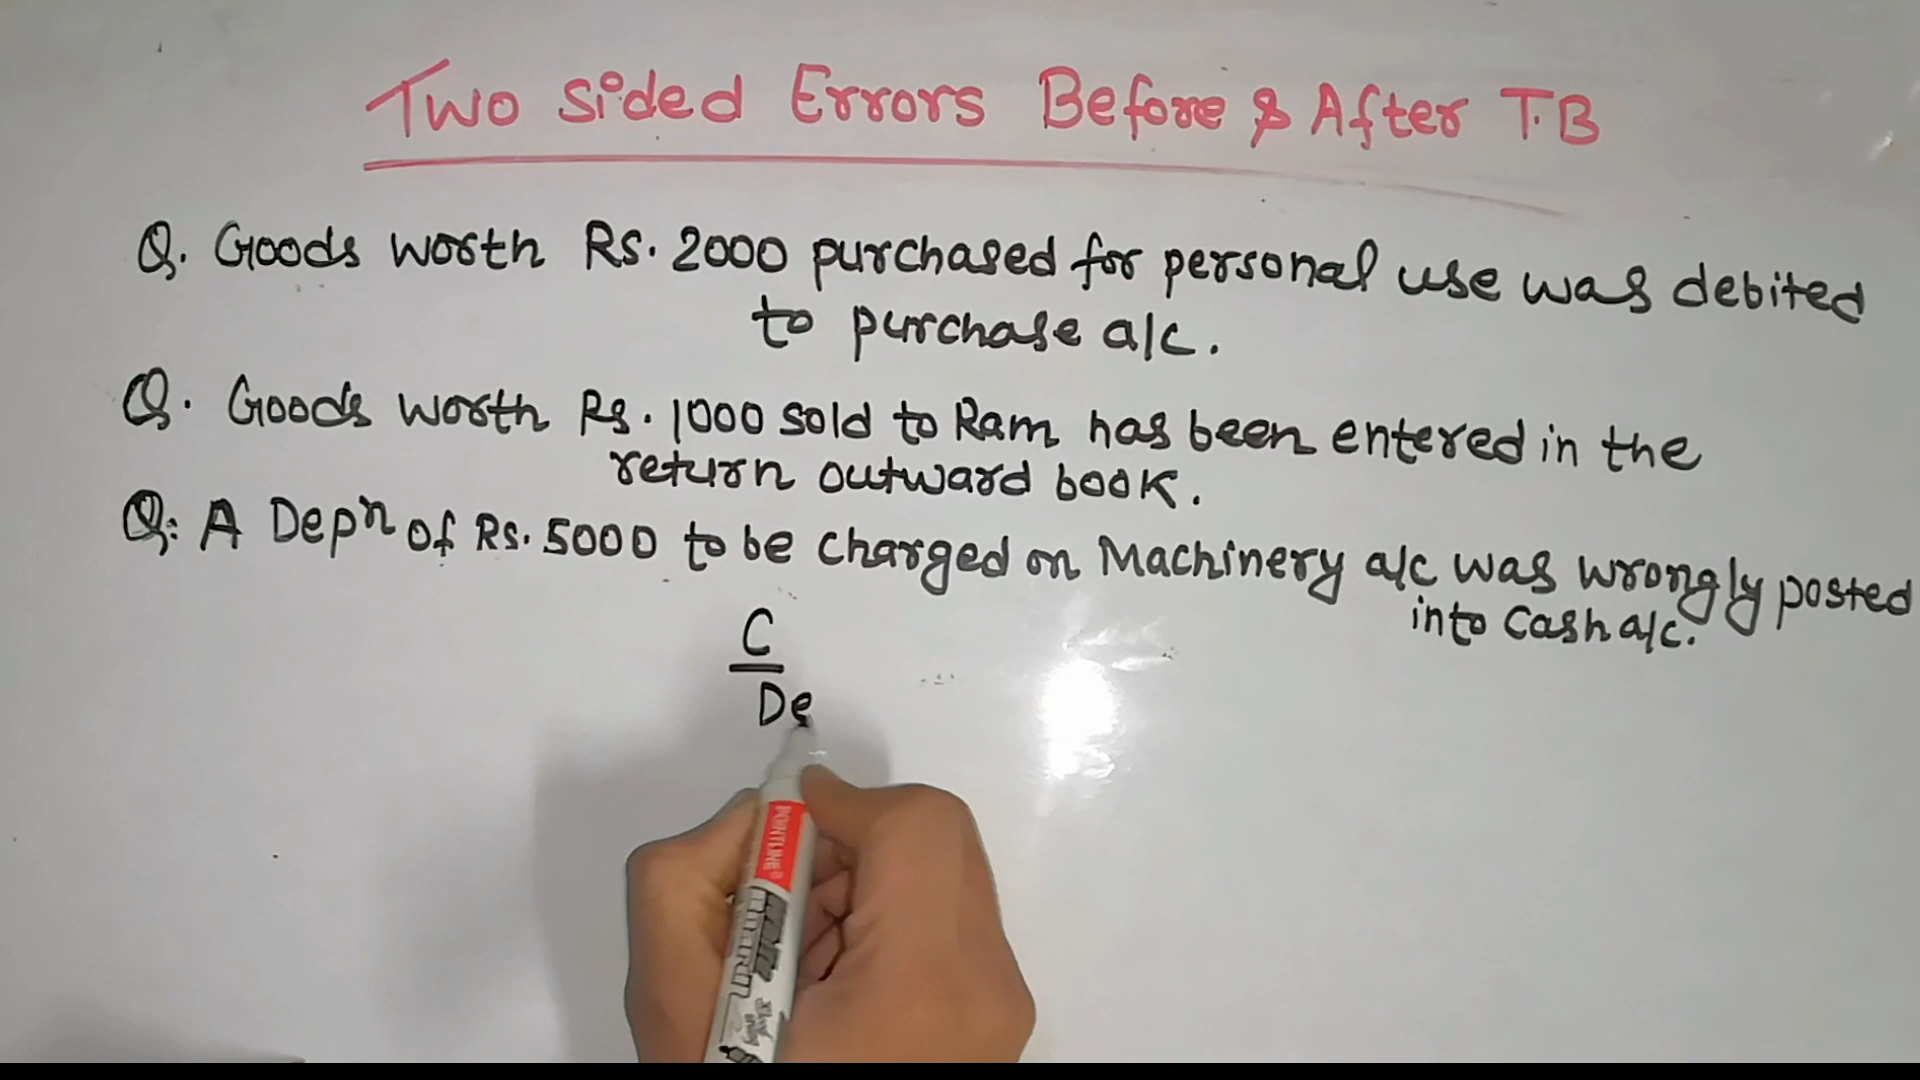 Two Sided Errors Before & After T.B
Q. Goods worth Rs. 2000 purchased for personal use was debited
to purchase a/c.
Q. Goods worth Rs. 1000 sold to Ram has been entered in the
return outward book.
Q: A Depn of Rs. 5000 to be charged on Machinery a/c was wrongly posted
into Cash a/c.
C
De
POINTLINE